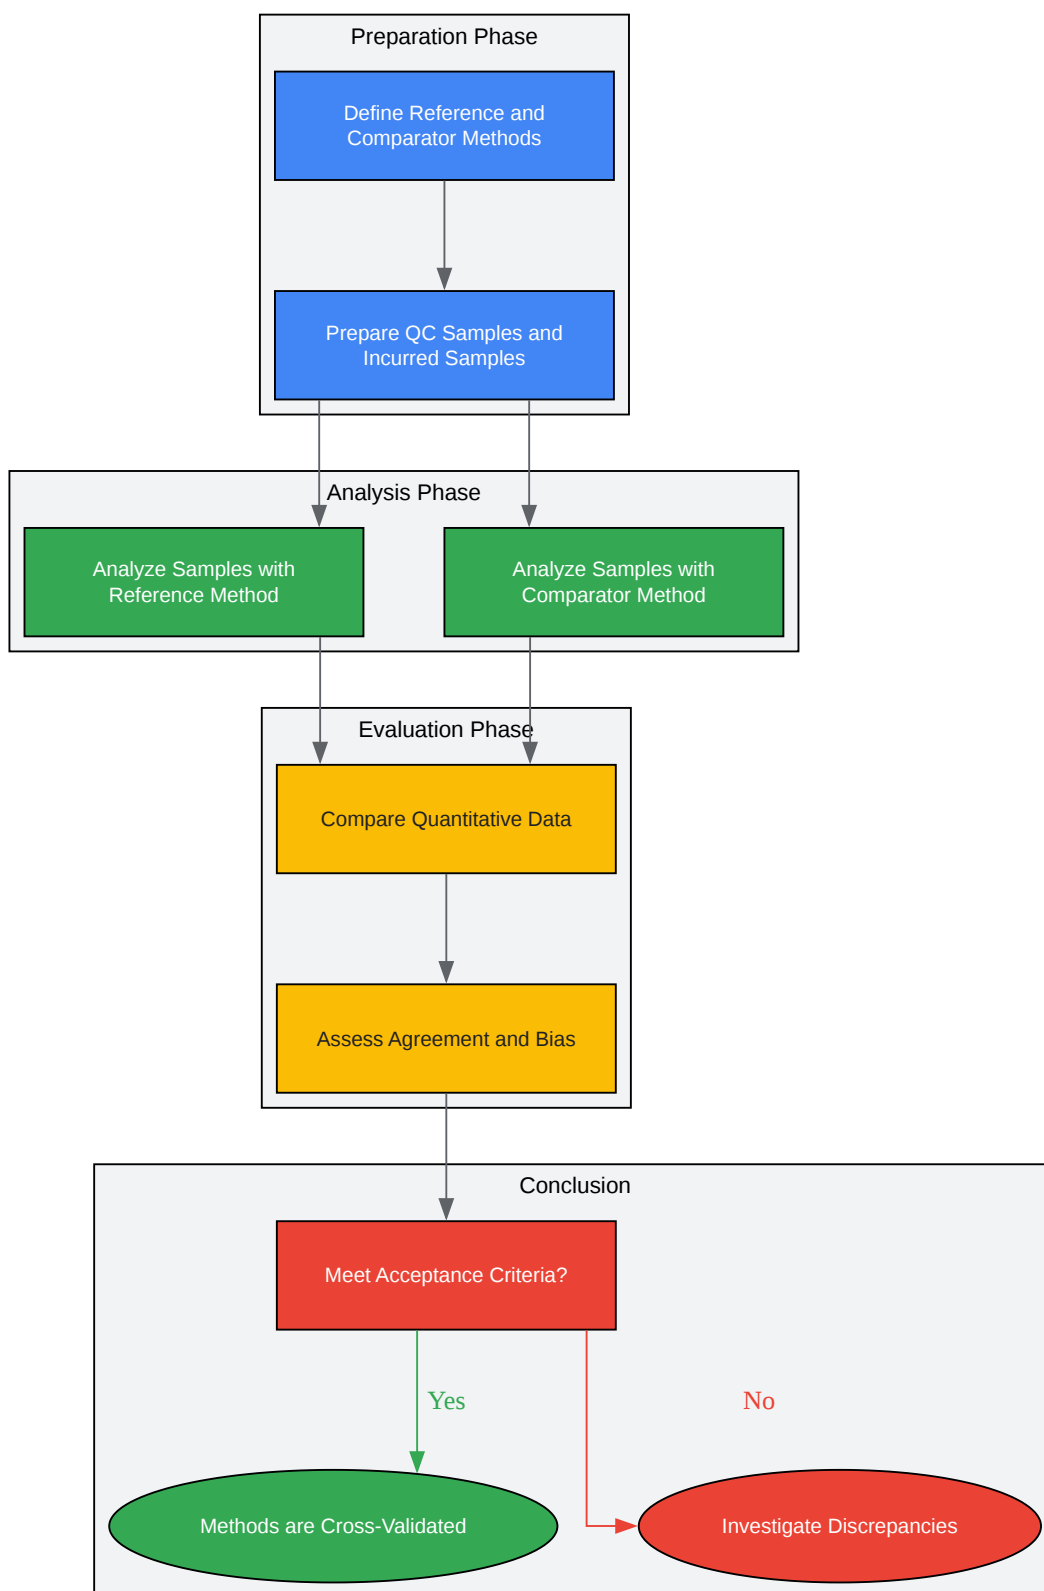 Preparation Phase
Define Reference and
Comparator Methods
Prepare QC Samples and
Incurred Samples
Analysis Phase
Analyze Samples with
Reference Method
Analyze Samples with
Comparator Method
Evaluation Phase
Compare Quantitative Data
Assess Agreement and Bias
Conclusion
Meet Acceptance Criteria?
Yes
No
Methods are Cross-Validated
Investigate Discrepancies